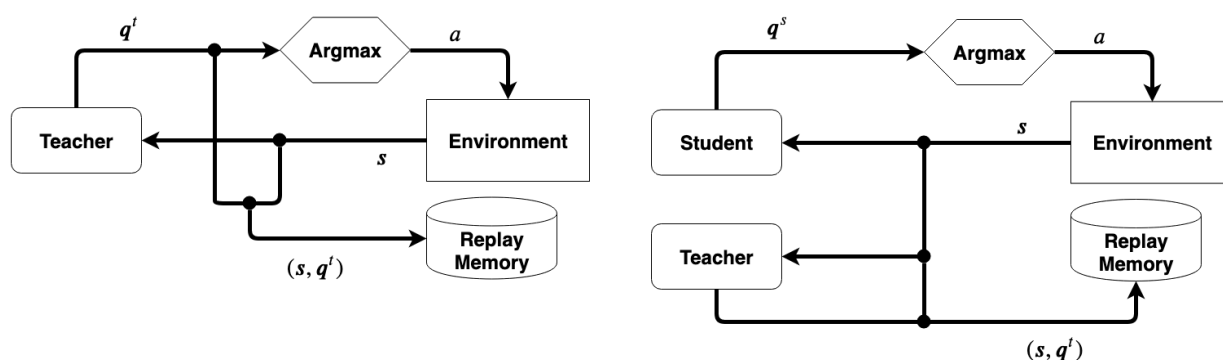 q^t
Argmax
a
Teacher
Environment
s
Replay
Memory
(s, q^t)
q^s
Argmax
a
Student
s
Environment
Teacher
Replay
Memory
(s, q^t)